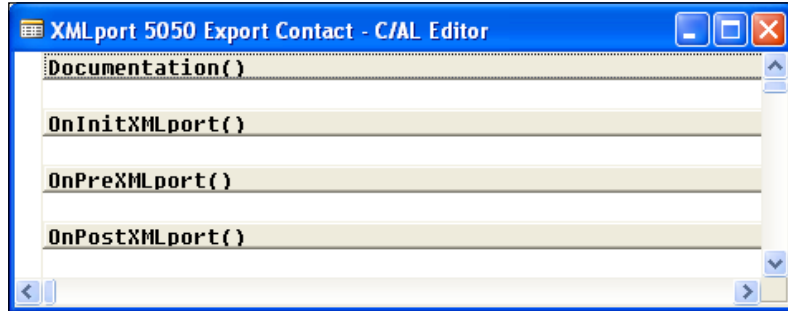 XMLport 5050 Export Contact - C/AL Editor
Documentation()
OnInitXMLport()
OnPreXMLport()
OnPostXMLport()